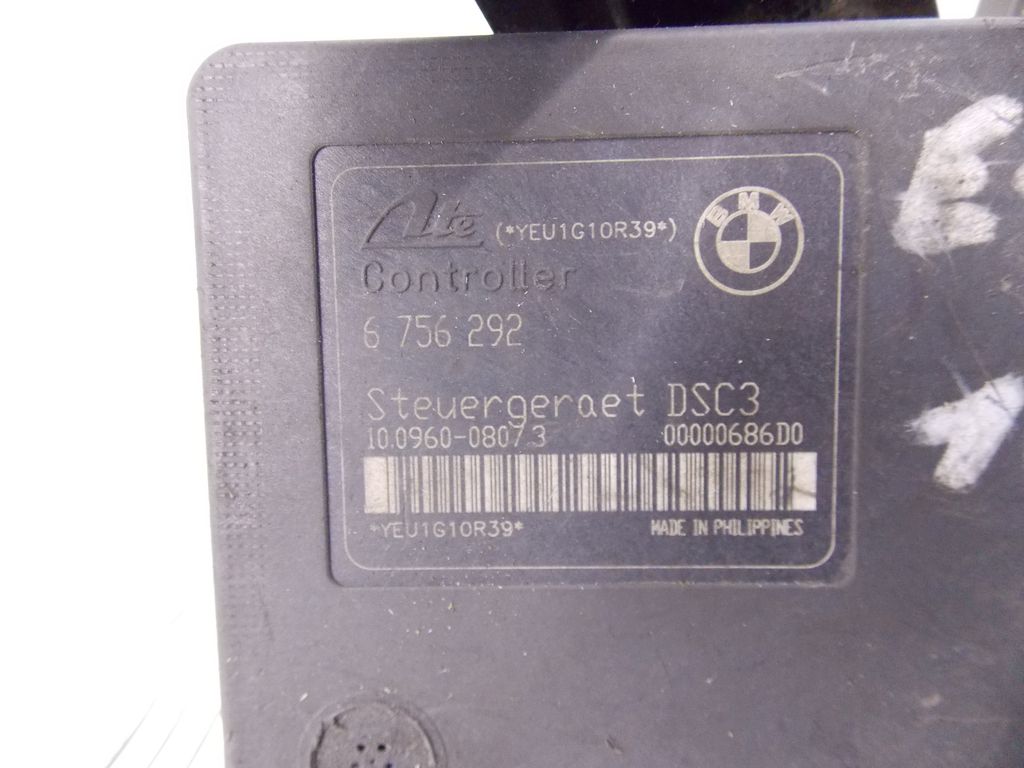 Ate (*YEU1G10R39*) BMW
Controller
6 756 292
Steuergeraet DSC3
10.0960-0807.3 00000686D0
*YEU1G10R39* MADE IN PHILIPPINES